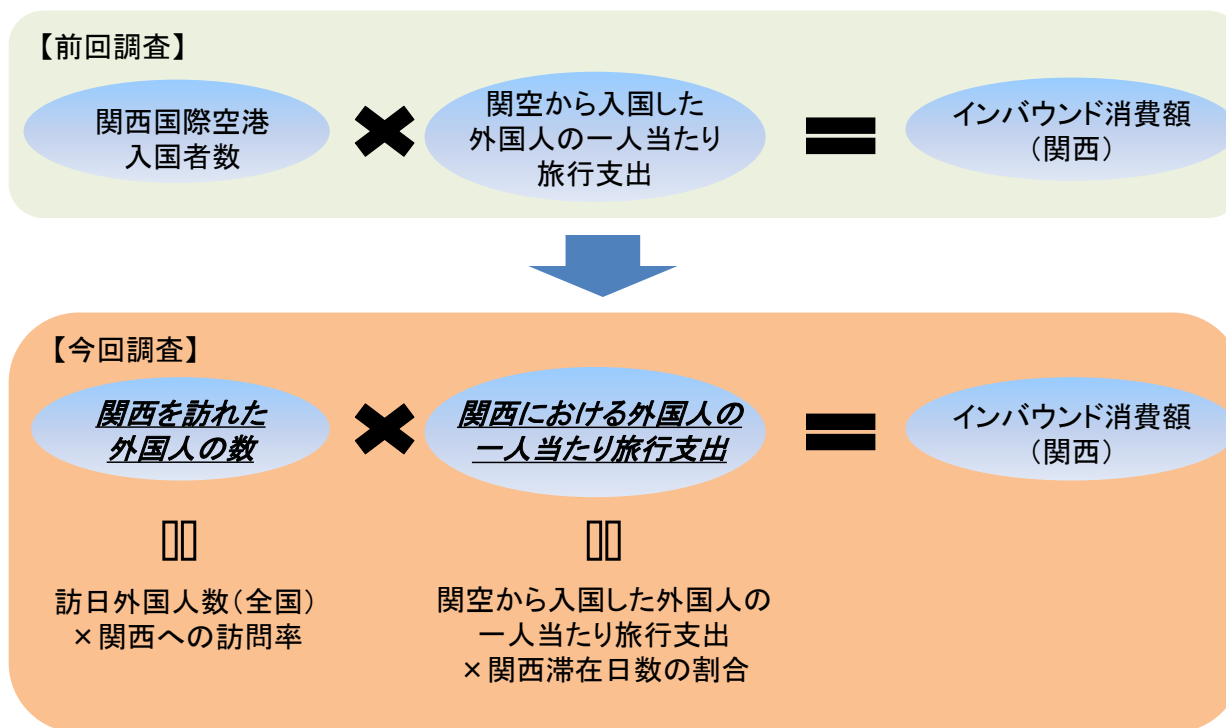 【前回調査】
関西国際空港
入国者数
関空から入国した
外国人の一人当たり
旅行支出
インバウンド消費額
（関西）
【今回調査】
関西を訪れた
外国人の数
関西における外国人の
一人当たり旅行支出
インバウンド消費額
（関西）
訪日外国人数（全国）
×関西への訪問率
関空から入国した外国人の
一人当たり旅行支出
×関西滞在日数の割合